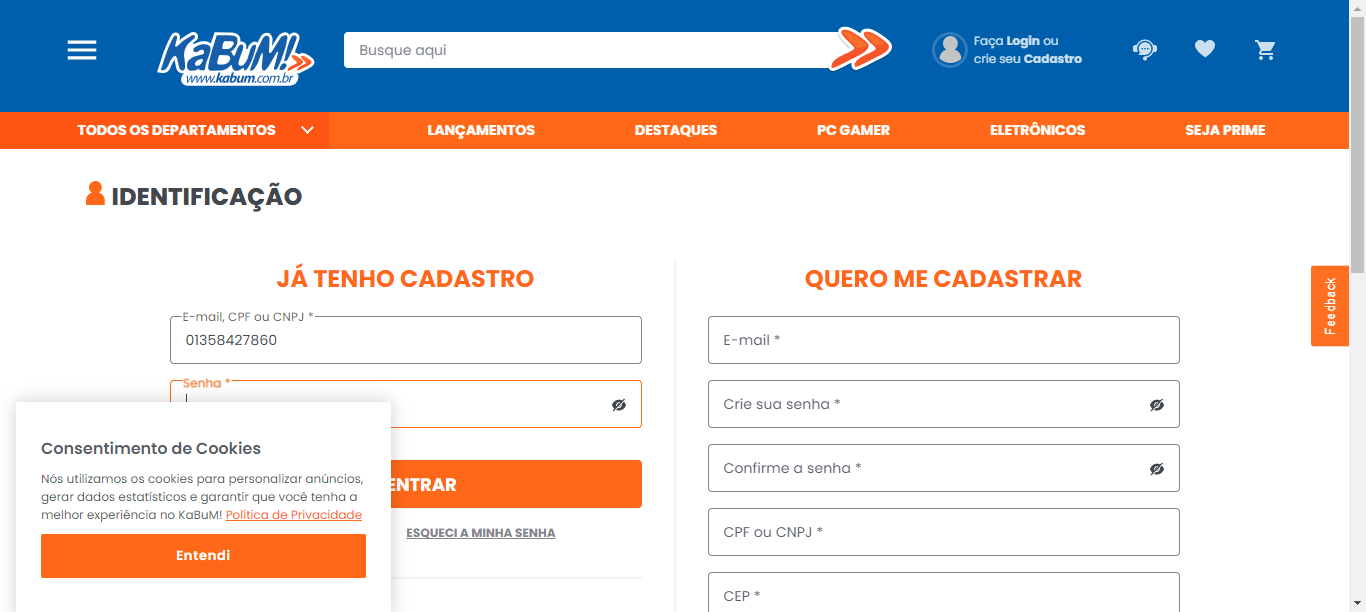 KaBuM!
www.kabum.com.br
Busque aqui
Faça Login ou
crie seu Cadastro
TODOS OS DEPARTAMENTOS
LANÇAMENTOS
DESTAQUES
PC GAMER
ELETRÔNICOS
SEJA PRIME
IDENTIFICAÇÃO
JÁ TENHO CADASTRO
E-mail, CPF ou CNPJ *
01358427860
Senha *
ENTRAR
ESQUECI A MINHA SENHA
QUERO ME CADASTRAR
E-mail *
Crie sua senha *
Confirme a senha *
CPF ou CNPJ *
CEP *
Feedback
Consentimento de Cookies
Nós utilizamos os cookies para personalizar anúncios,
gerar dados estatísticos e garantir que você tenha a
melhor experiência no KaBuM! Política de Privacidade
Entendi